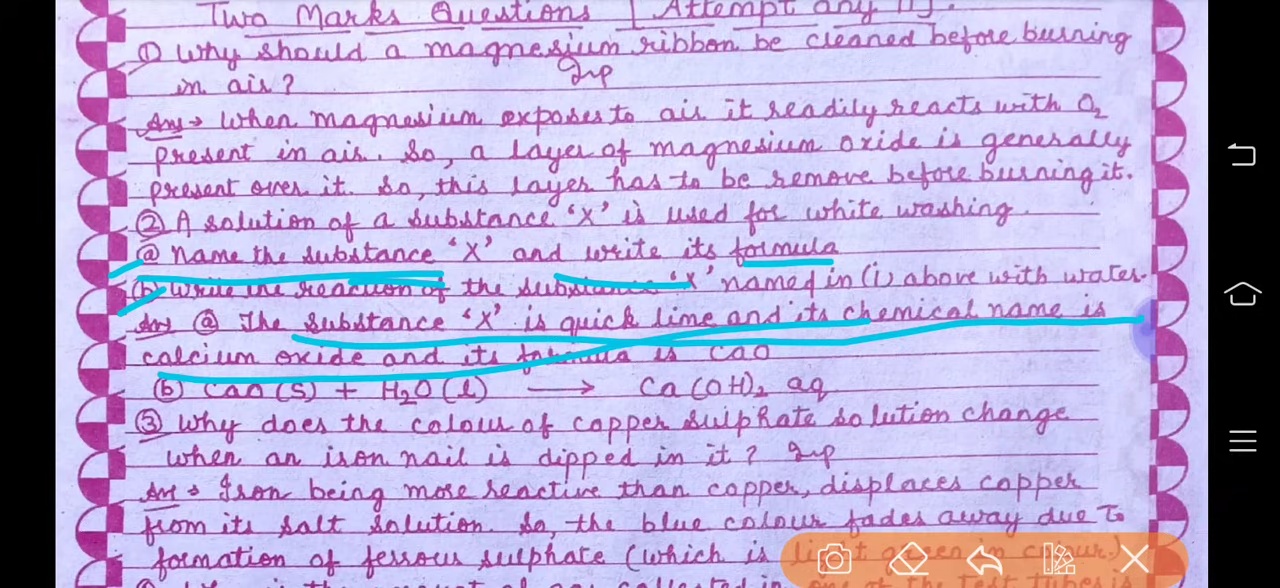 Two Marks Questions [Attempt any 11].
① Why should a magnesium ribbon be cleaned before burning
in air? Imp
Ans → When magnesium exposes to air it readily reacts with O₂
present in air. So, a layer of magnesium oxide is generally
present over it. So, this layer has to be remove before burning it.
② A solution of a substance 'X' is used for white washing.
ⓐ Name the substance 'X' and write its formula
(b) Write the reaction of the substance 'X' named in (i) above with water.
Ans ⓐ The substance 'X' is quick lime and its chemical name is
calcium oxide and its formula is CaO
ⓑ CaO(s) + H₂O(l) → Ca(OH)₂ aq
③ Why does the colour of copper sulphate solution change
when an iron nail is dipped in it? Imp
Ans → Iron being more reactive than copper, displaces copper
from its salt solution. So, the blue colour fades away due to
formation of ferrous sulphate (which is light green in colour.)